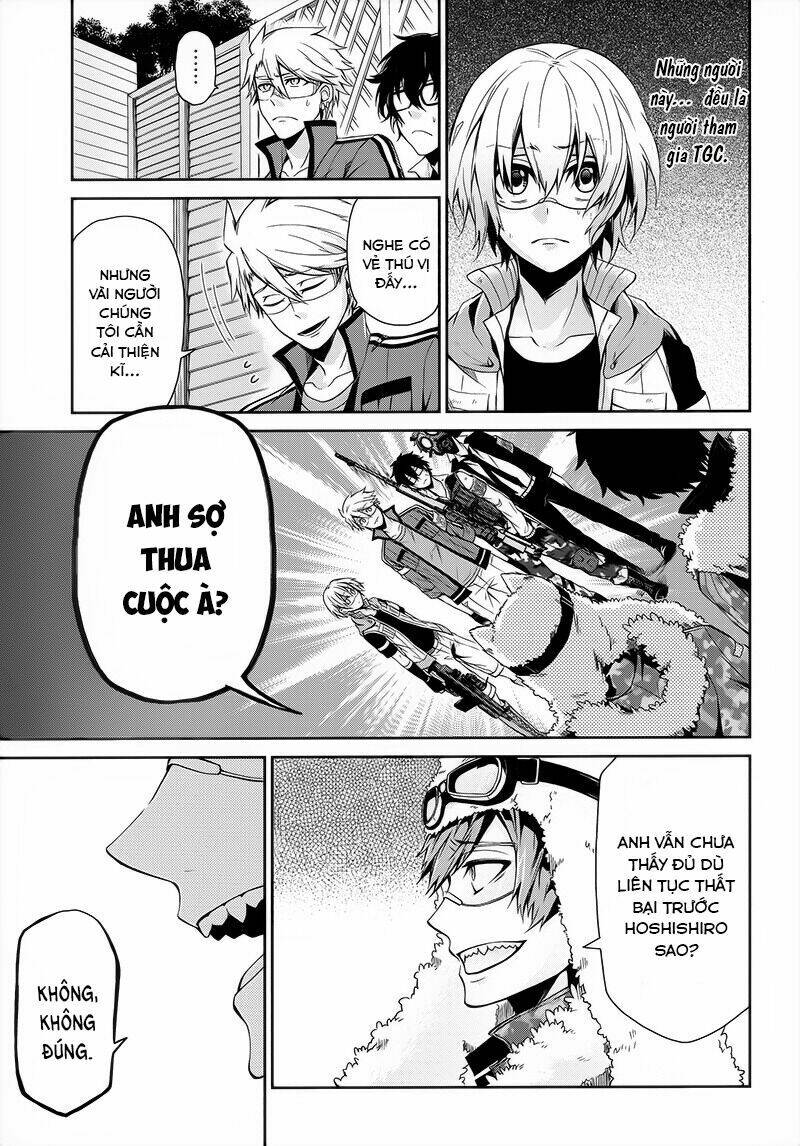 Những người
này... đều là
người tham
gia TGC.
.......
NGHE CÓ
VẺ THÚ VỊ
ĐẤY...
NHƯNG
VÀI NGƯỜI
CHÚNG
TÔI CẦN
CẢI THIỆN
KĨ...
ANH SỢ
THUA
CUỘC À?
ANH VẪN CHƯA
THẤY ĐỦ DÙ
LIÊN TỤC THẤT
BẠI TRƯỚC
HOSHISHIRO
SAO?
KHÔNG,
KHÔNG
ĐÚNG.